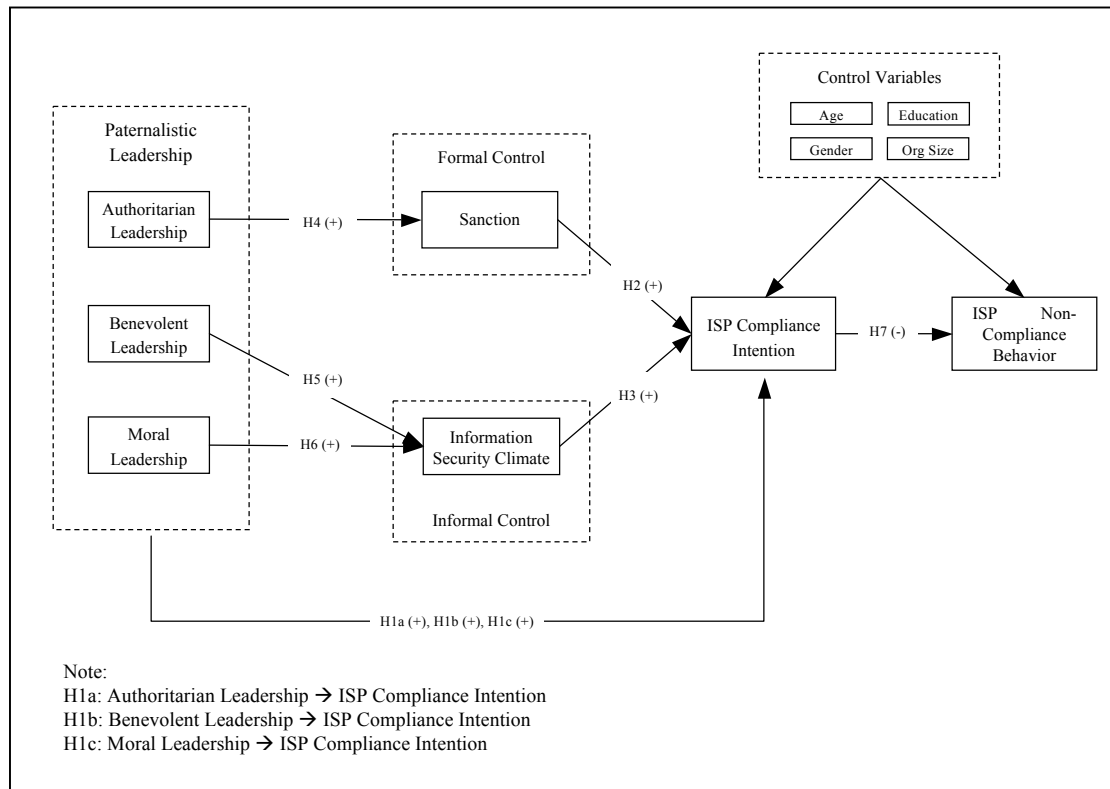 Control Variables
Age
Education
Gender
Org Size
Paternalistic
Leadership
Formal Control
Authoritarian
Leadership
H4 (+)
Sanction
H2 (+)
Benevolent
Leadership
ISP Compliance
Intention
H7 (-)
ISP Non-
Compliance
Behavior
H5 (+)
H3 (+)
Moral
Leadership
H6 (+)
Information
Security Climate
Informal Control
H1a (+), H1b (+), H1c (+)
Note:
H1a: Authoritarian Leadership → ISP Compliance Intention
H1b: Benevolent Leadership → ISP Compliance Intention
H1c: Moral Leadership → ISP Compliance Intention